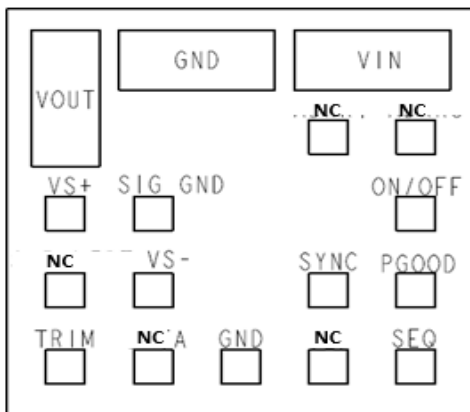 GND VIN
VOUT
NC NC
VS+ SIG GND ON/OFF
NC VS- SYNC PGOOD
TRIM NC A GND NC SEQ